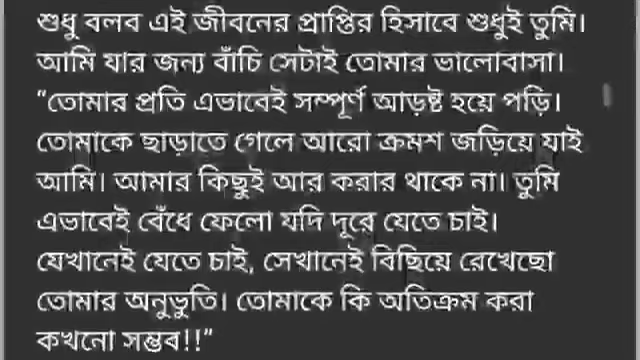 শুধু বলব এই জীবনের প্রাপ্তির হিসাবে শুধুই তুমি।
আমি যার জন্য বাঁচি সেটাই তোমার ভালোবাসা।
“তোমার প্রতি এভাবেই সম্পূর্ণ আড়ষ্ট হয়ে পড়ি।
তোমাকে ছাড়াতে গেলে আরো ক্রমশ জড়িয়ে যাই
আমি। আমার কিছুই আর করার থাকে না। তুমি
এভাবেই বেঁধে ফেলো যদি দূরে যেতে চাই।
যেখানেই যেতে চাই, সেখানেই বিছিয়ে রেখেছো
তোমার অনুভুতি। তোমাকে কি অতিক্রম করা
কখনো সম্ভব!!”